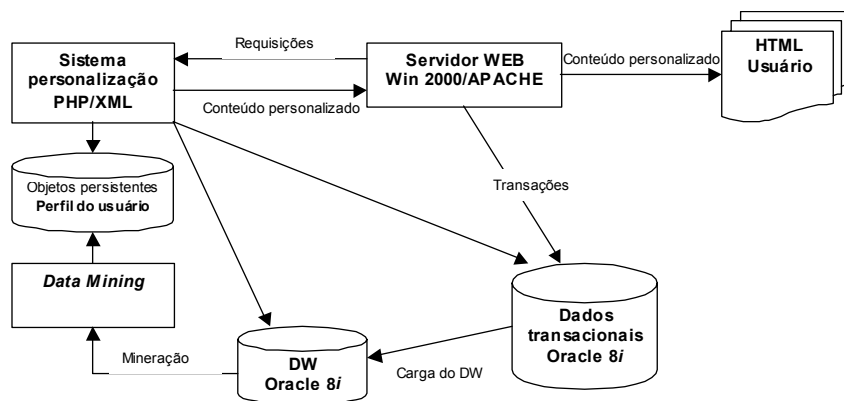 Sistema
personalização
PHP/XML
Requisições
Conteúdo personalizado
Servidor WEB
Win 2000/APACHE
Conteúdo personalizado
HTML
Usuário
Objetos persistentes
Perfil do usuário
Transações
Data Mining
Dados
transacionais
Oracle 8i
Mineração
DW
Oracle 8i
Carga do DW